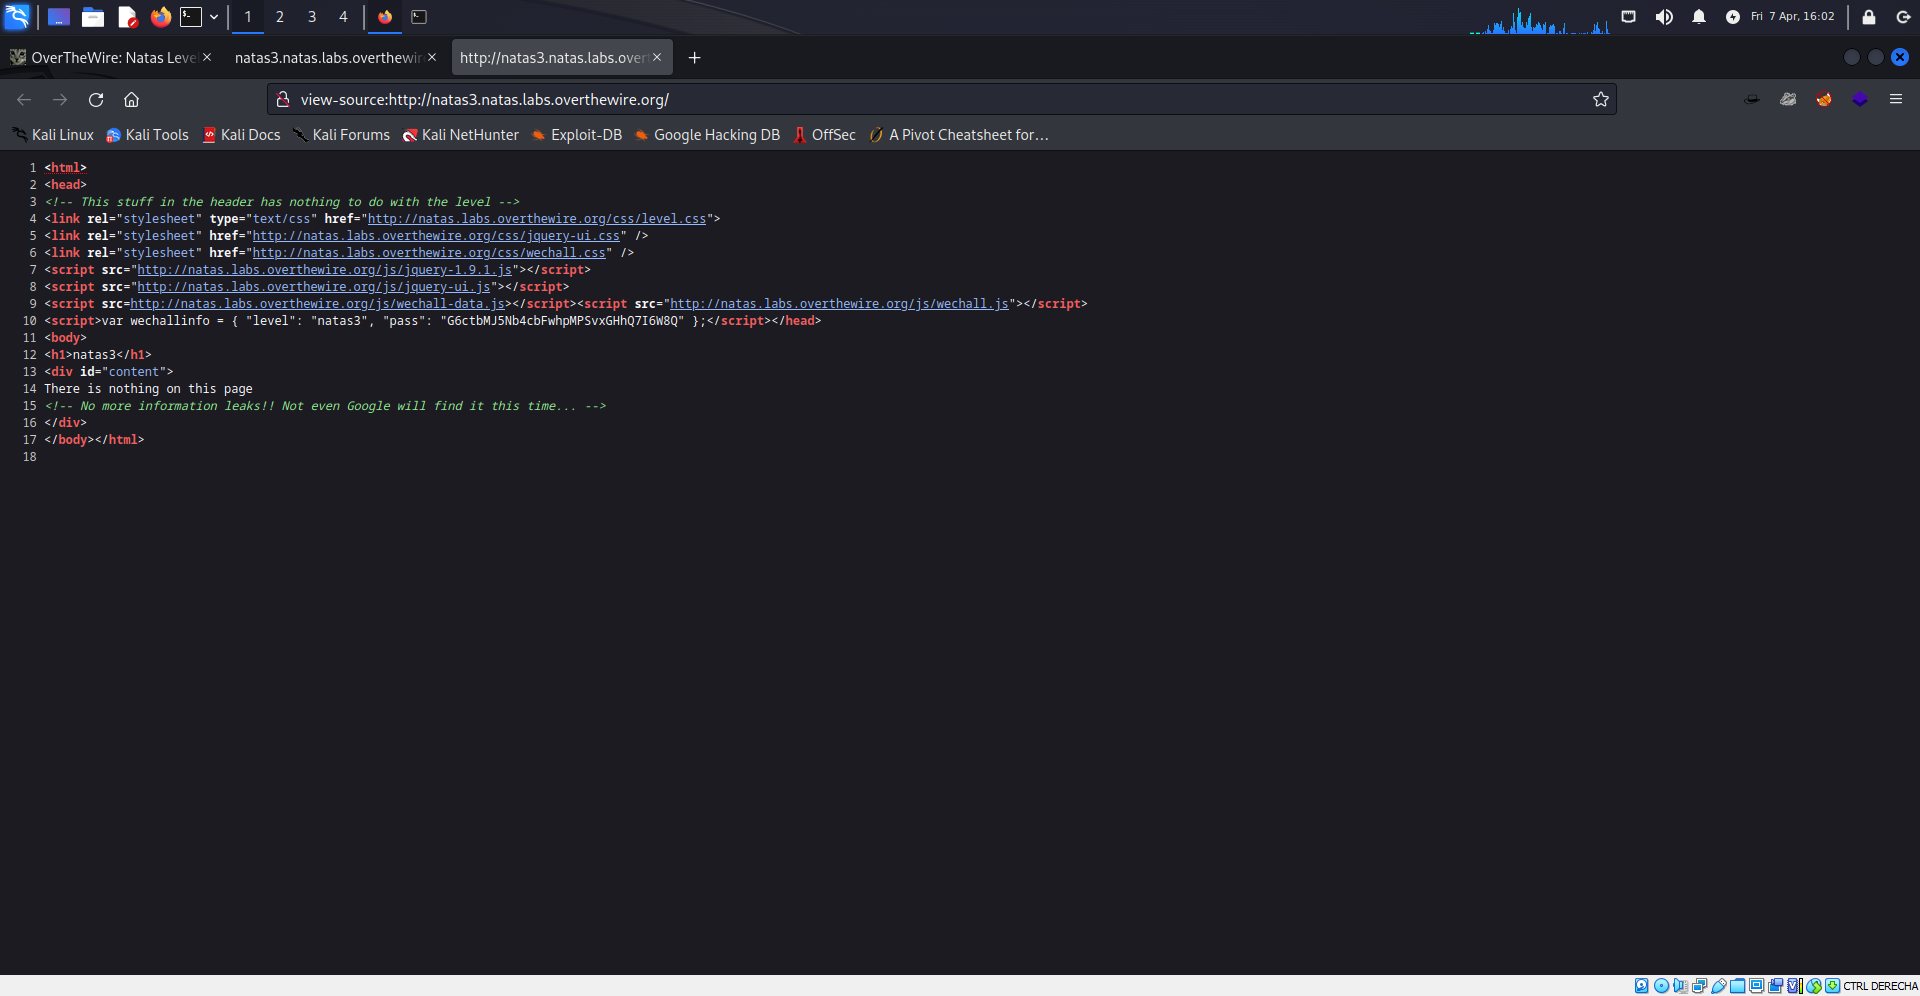 1 2 3 4 Fri 7 Apr, 16:02
OverTheWire: Natas Leve natas3.natas.labs.overthewir http://natas3.natas.labs.over
view-source:http://natas3.natas.labs.overthewire.org/
Kali Linux Kali Tools Kali Docs Kali Forums Kali NetHunter Exploit-DB Google Hacking DB OffSec A Pivot Cheatsheet for…
1 <html>
2 <head>
3 <!-- This stuff in the header has nothing to do with the level -->
4 <link rel="stylesheet" type="text/css" href="http://natas.labs.overthewire.org/css/level.css">
5 <link rel="stylesheet" href="http://natas.labs.overthewire.org/css/jquery-ui.css" />
6 <link rel="stylesheet" href="http://natas.labs.overthewire.org/css/wechall.css" />
7 <script src="http://natas.labs.overthewire.org/js/jquery-1.9.1.js"></script>
8 <script src="http://natas.labs.overthewire.org/js/jquery-ui.js"></script>
9 <script src=http://natas.labs.overthewire.org/js/wechall-data.js></script><script src="http://natas.labs.overthewire.org/js/wechall.js"></script>
10 <script>var wechallinfo = { "level": "natas3", "pass": "G6ctbMJ5Nb4cbFwhpMPSvxGHhQ7I6W8Q" };</script></head>
11 <body>
12 <h1>natas3</h1>
13 <div id="content">
14 There is nothing on this page
15 <!-- No more information leaks!! Not even Google will find it this time... -->
16 </div>
17 </body></html>
18
CTRL DERECHA